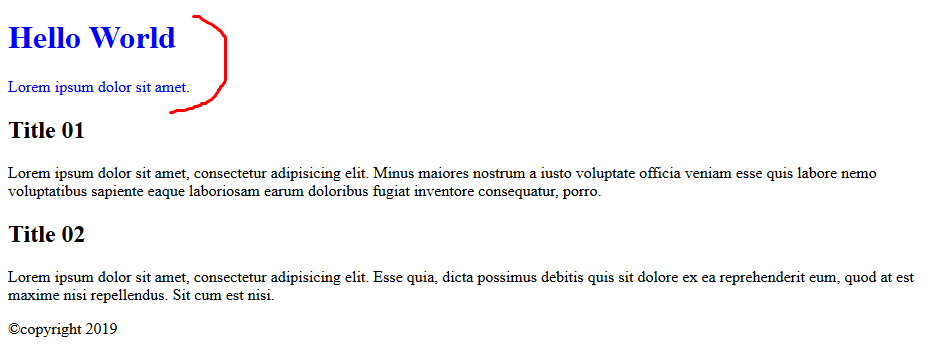 Hello World
Lorem ipsum dolor sit amet.
Title 01
Lorem ipsum dolor sit amet, consectetur adipisicing elit. Minus maiores nostrum a iusto voluptate officia veniam esse quis labore nemo
voluptatibus sapiente eaque laboriosam earum doloribus fugiat inventore consequatur, porro.
Title 02
Lorem ipsum dolor sit amet, consectetur adipisicing elit. Esse quia, dicta possimus debitis quis sit dolore ex ea reprehenderit eum, quod at est
maxime nisi repellendus. Sit cum est nisi.
©copyright 2019